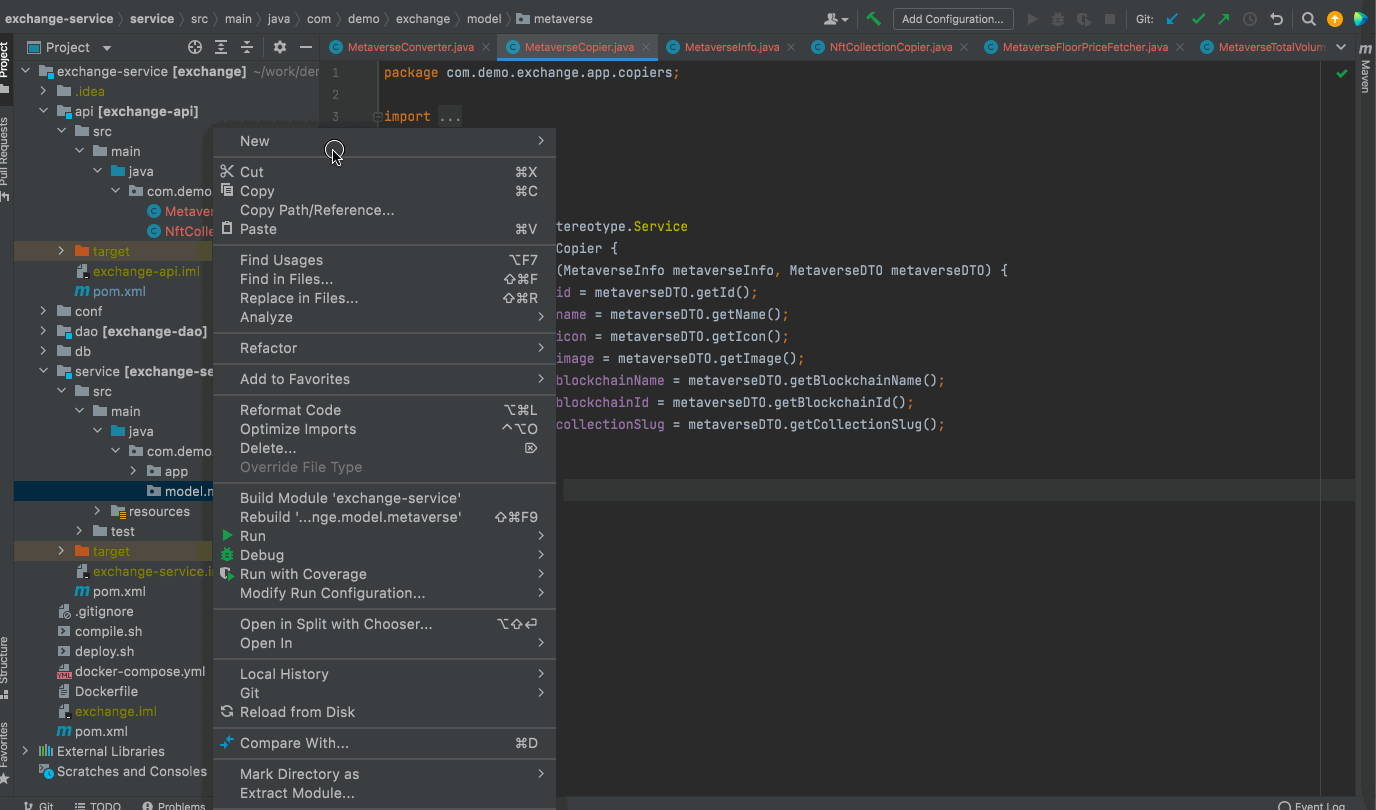 exchange-service › service › src › main › java › com › demo › exchange › model › metaverse
Add Configuration...
Git:
Project
MetaverseConverter.java
MetaverseCopier.java
MetaverseInfo.java
NftCollectionCopier.java
MetaverseFloorPriceFetcher.java
MetaverseTotalVolum
Project
Pull Requests
Structure
Favorites
Maven
exchange-service [exchange] ~/work/der
.idea
api [exchange-api]
src
main
java
com.demo
Metaver
NftColle
target
exchange-api.iml
pom.xml
conf
dao [exchange-dao]
db
service [exchange-se
src
main
java
com.demo
app
model.m
resources
test
target
exchange-service.i
pom.xml
.gitignore
compile.sh
deploy.sh
docker-compose.yml
Dockerfile
exchange.iml
pom.xml
External Libraries
Scratches and Consoles
New
Cut ⌘X
Copy ⌘C
Copy Path/Reference...
Paste ⌘V
Find Usages ⌥F7
Find in Files... ⇧⌘F
Replace in Files... ⇧⌘R
Analyze
Refactor
Add to Favorites
Reformat Code ⌥⌘L
Optimize Imports ^⌥O
Delete... ⌦
Override File Type
Build Module 'exchange-service'
Rebuild '...nge.model.metaverse' ⇧⌘F9
Run
Debug
Run with Coverage
Modify Run Configuration...
Open in Split with Chooser... ⌥⇧⏎
Open In
Local History
Git
Reload from Disk
Compare With... ⌘D
Mark Directory as
Extract Module...
1 package com.demo.exchange.app.copiers;
2
3 import ...
tereotype.Service
Copier {
(MetaverseInfo metaverseInfo, MetaverseDTO metaverseDTO) {
id = metaverseDTO.getId();
name = metaverseDTO.getName();
icon = metaverseDTO.getIcon();
image = metaverseDTO.getImage();
blockchainName = metaverseDTO.getBlockchainName();
blockchainId = metaverseDTO.getBlockchainId();
collectionSlug = metaverseDTO.getCollectionSlug();
Git
TODO
Problems
Event Log